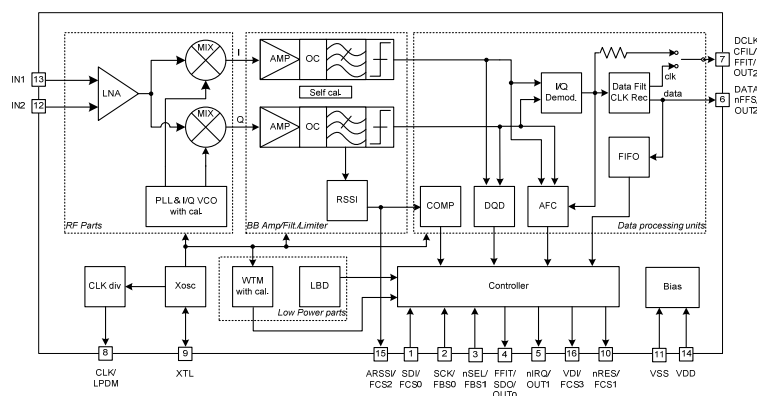 MIX
I
AMP
OC
DCLK/
CFIL/
FFIT/
OUT2
7
IN1
13
LNA
Self cal.
I/Q
Demod.
Data Filt
CLK Rec
clk
data
6
DATA/
nFFS/
OUT2
IN2
12
MIX
Q
AMP
OC
FIFO
PLL & I/Q VCO
with cal.
RSSI
COMP
DQD
AFC
RF Parts
BB Amp/Filt./Limiter
Data processing units
CLK div
Xosc
WTM
with cal.
LBD
Low Power parts
Controller
Bias
8
9
15
1
2
3
4
5
16
10
11
14
CLK/
LPDM
XTL
ARSSI/
FCS2
SDI/
FCS0
SCK/
FBS0
nSEL/
FBS1
FFIT/
SDO/
nIRQ/
OUT1
VDI/
FCS3
nRES/
FCS1
VSS
VDD